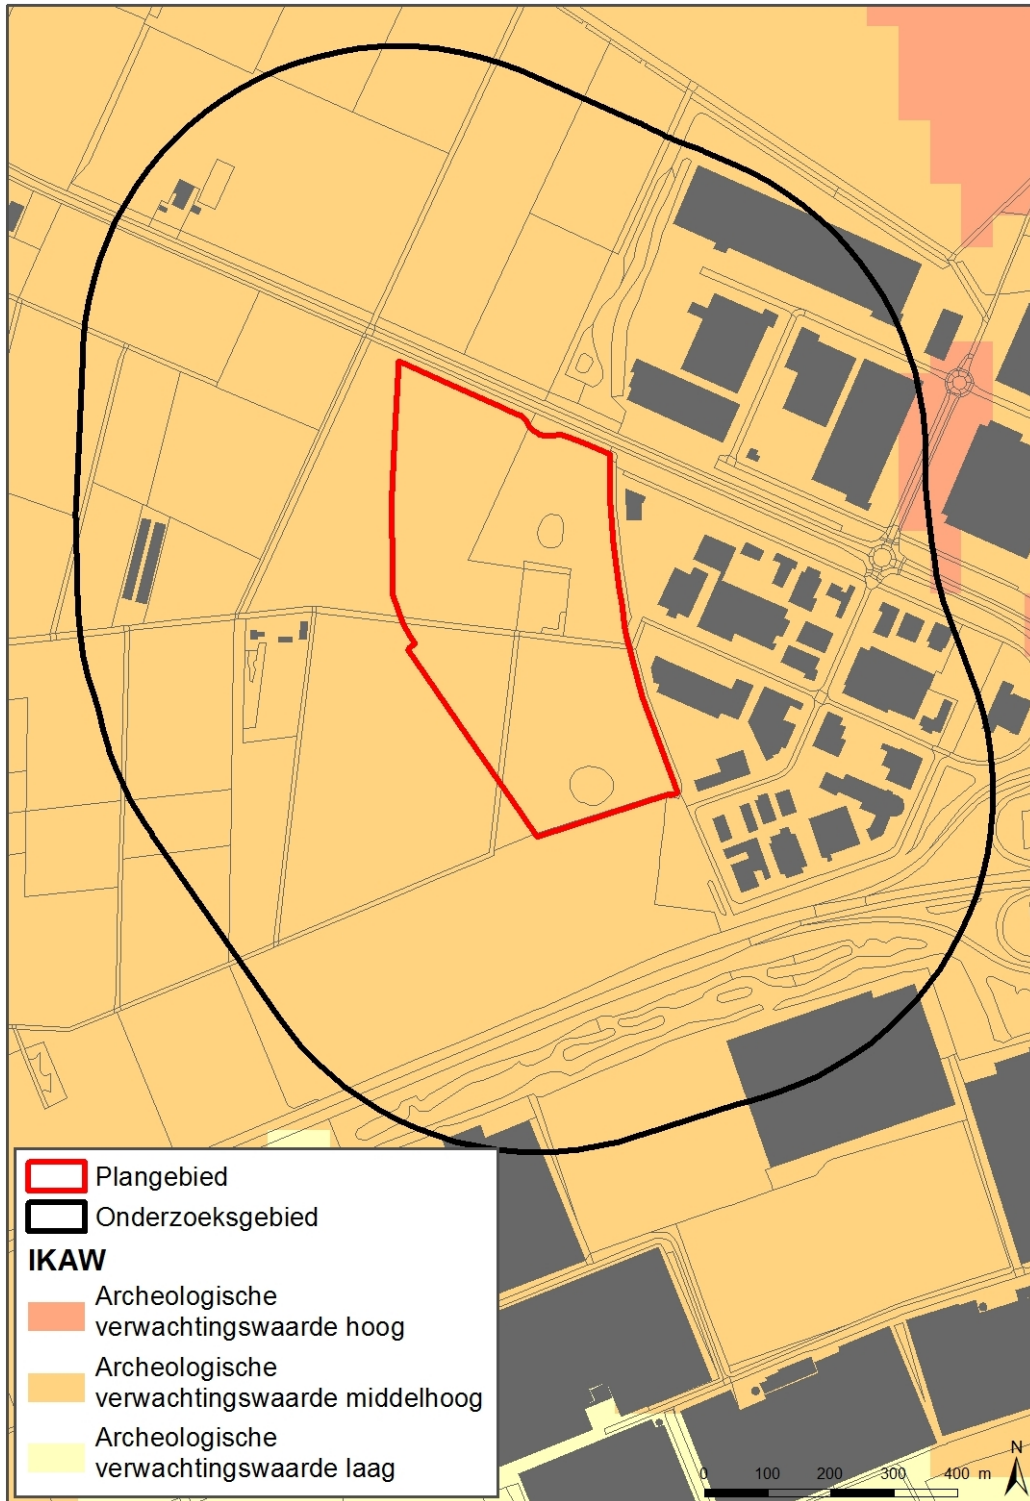 Plangebied
Onderzoeksgebied
IKAW
Archeologische
verwachtingswaarde hoog
Archeologische
verwachtingswaarde middelhoog
Archeologische
verwachtingswaarde laag
N
0 100 200 300 400 m